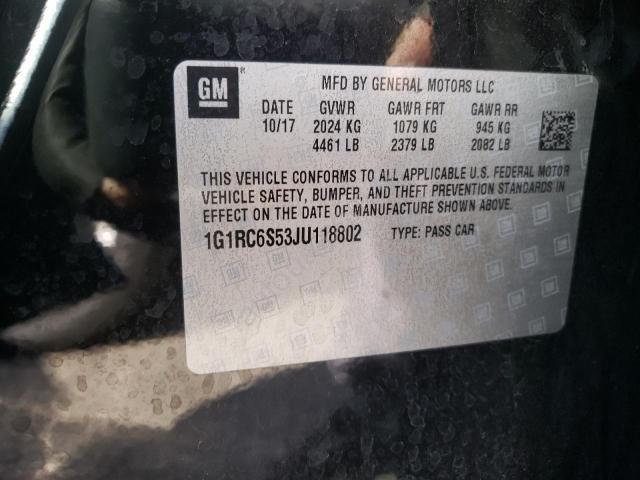 GM
MFD BY GENERAL MOTORS LLC
DATE GVWR GAWR FRT GAWR RR
10/17 2024 KG 1079 KG 945 KG
4461 LB 2379 LB 2082 LB
THIS VEHICLE CONFORMS TO ALL APPLICABLE U.S. FEDERAL MOTOR
VEHICLE SAFETY, BUMPER, AND THEFT PREVENTION STANDARDS IN
EFFECT ON THE DATE OF MANUFACTURE SHOWN ABOVE.
1G1RC6S53JU118802 TYPE: PASS CAR